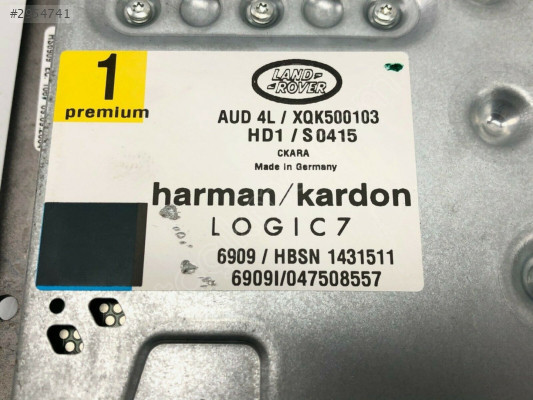 1
premium
LAND-
-ROVER
AUD 4L / XQK500103
HD1 / S0415
CKARA
Made in Germany
harman/kardon
LOGIC7
6909 / HBSN 1431511
6909I/047508557